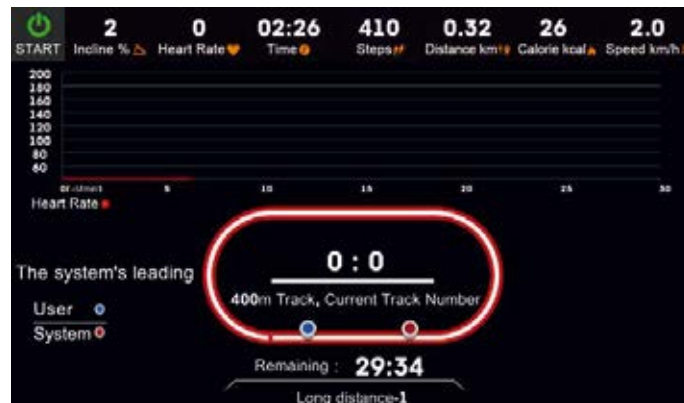 2 0 02:26 410 0.32 26 2.0
START Incline % Heart Rate Time Steps Distance km Calorie kcal Speed km/h
200
180
160
140
120
100
80
60
5 10 15 20 25 30
Heart Rate
0 : 0
The system's leading
400m Track, Current Track Number
User
System
Remaining : 29:34
Long distance-1